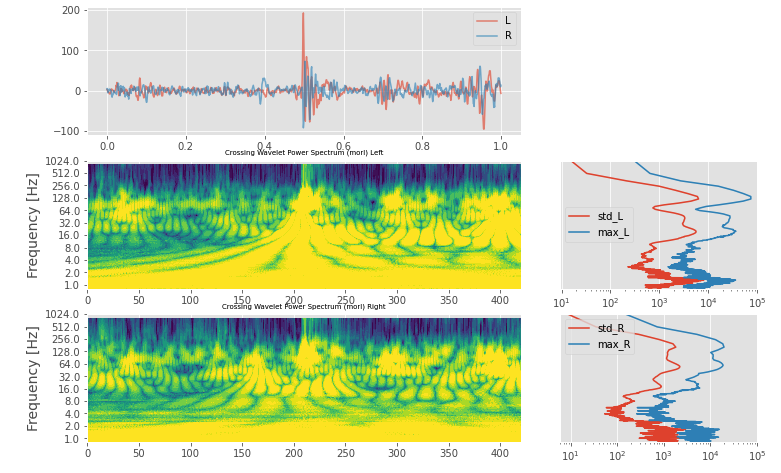 200
100
0
−100
L
R
0.0 0.2 0.4 0.6 0.8 1.0
Crossing Wavelet Power Spectrum (morl) Left
Frequency [Hz]
1024.0
512.0
256.0
128.0
64.0
32.0
16.0
8.0
4.0
2.0
1.0
0 50 100 150 200 250 300 350 400
std_L
max_L
10¹ 10² 10³ 10⁴ 10⁵
Crossing Wavelet Power Spectrum (morl) Right
Frequency [Hz]
1024.0
512.0
256.0
128.0
64.0
32.0
16.0
8.0
4.0
2.0
1.0
0 50 100 150 200 250 300 350 400
std_R
max_R
10¹ 10² 10³ 10⁴ 10⁵